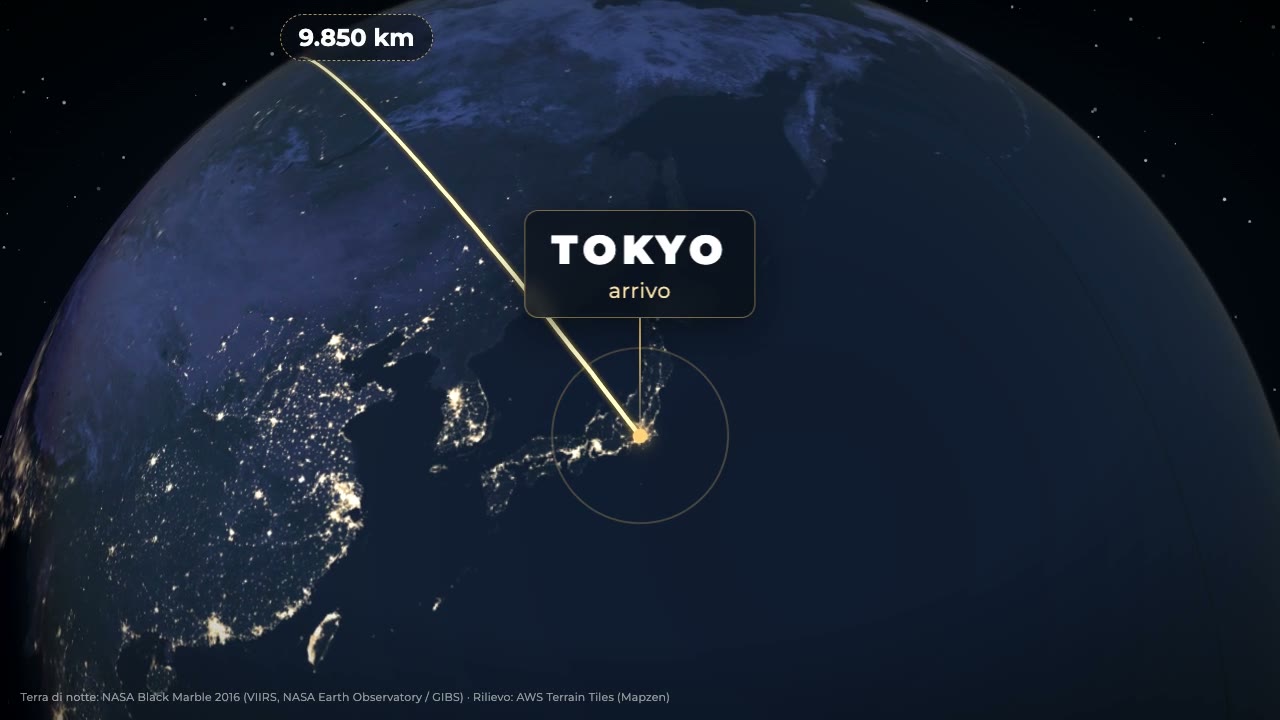 9.850 km
TOKYO
arrivo
Terra di notte: NASA Black Marble 2016 (VIIRS, NASA Earth Observatory / GIBS) · Rilievo: AWS Terrain Tiles (Mapzen)